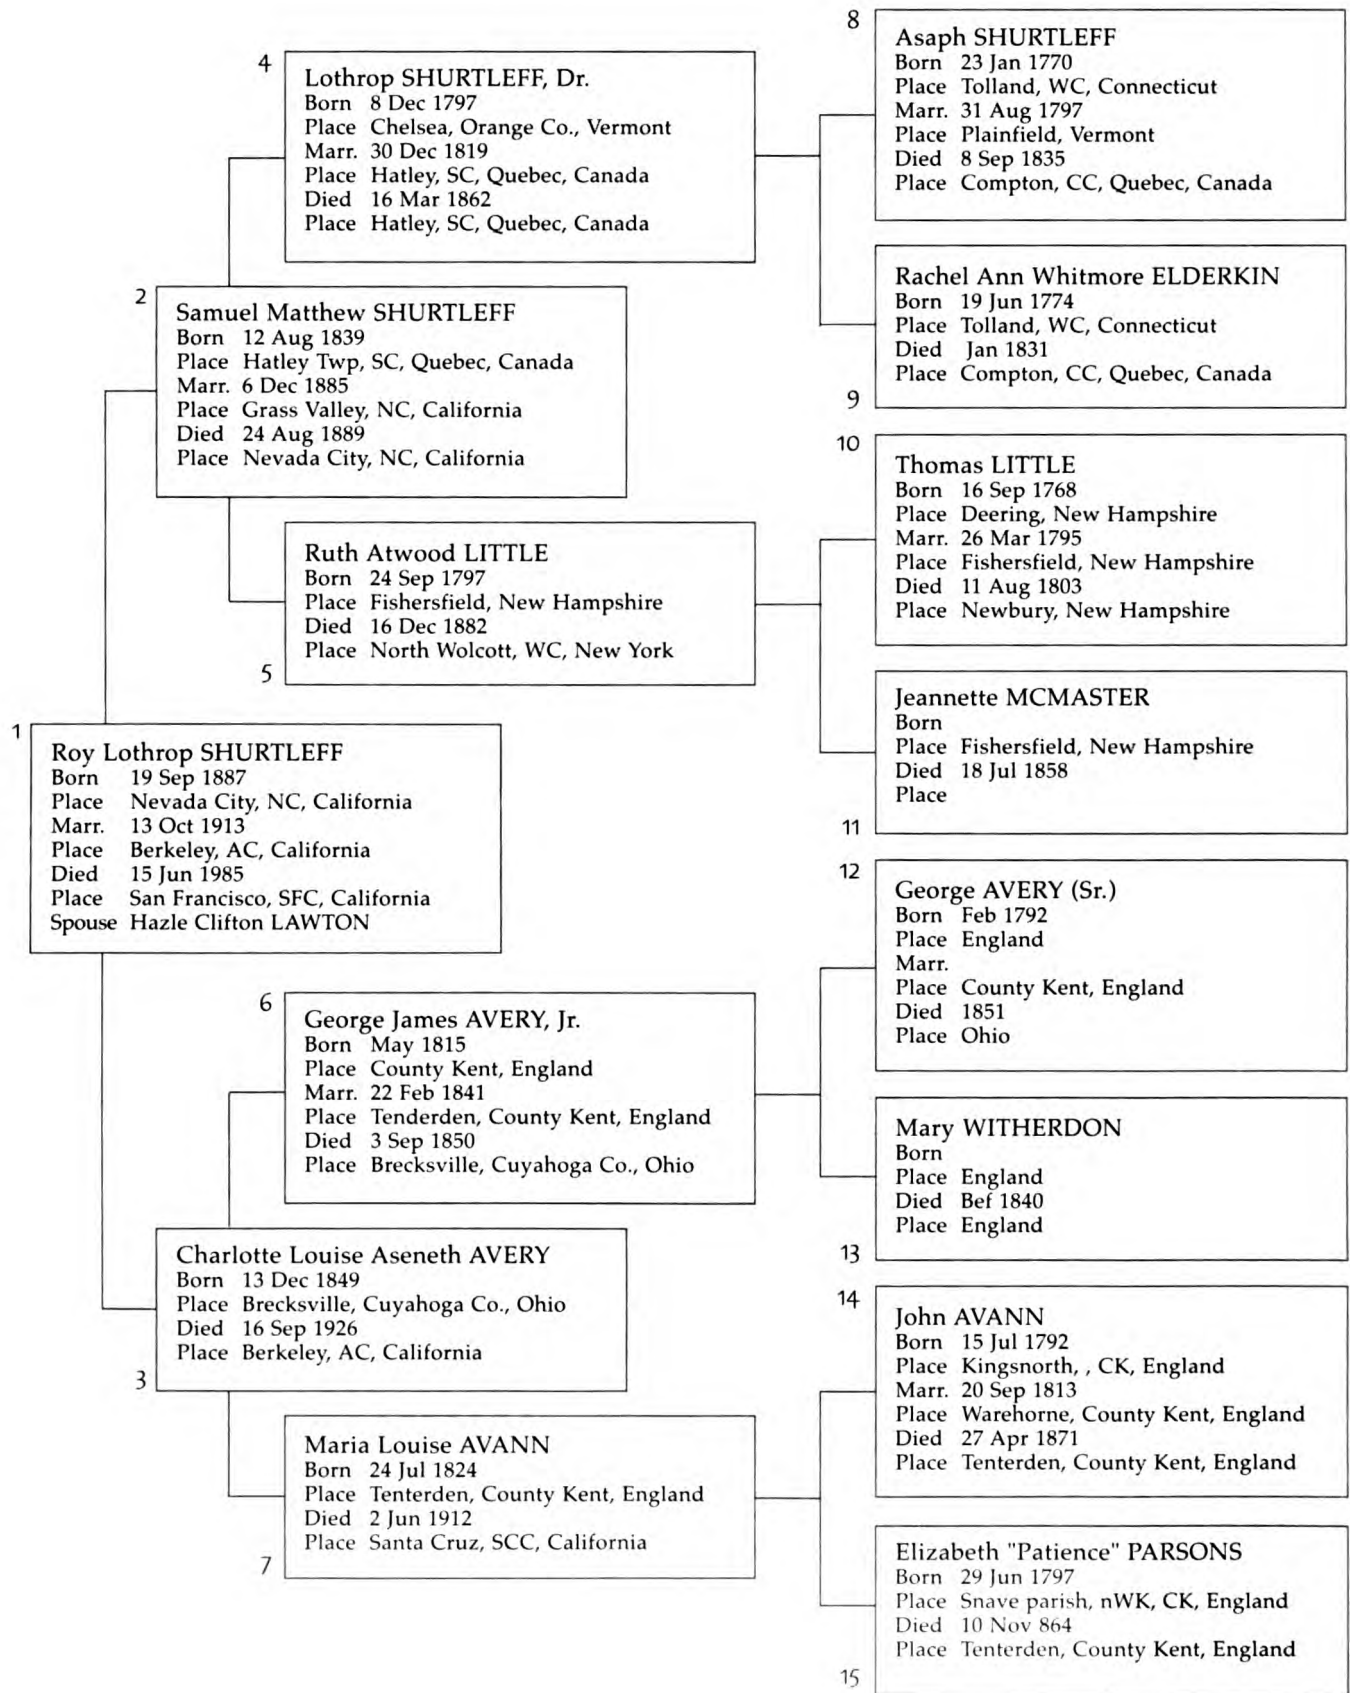 8
Asaph SHURTLEFF
Born 23 Jan 1770
Place Tolland, WC, Connecticut
Marr. 31 Aug 1797
Place Plainfield, Vermont
Died 8 Sep 1835
Place Compton, CC, Quebec, Canada
4
Lothrop SHURTLEFF, Dr.
Born 8 Dec 1797
Place Chelsea, Orange Co., Vermont
Marr. 30 Dec 1819
Place Hatley, SC, Quebec, Canada
Died 16 Mar 1862
Place Hatley, SC, Quebec, Canada
Rachel Ann Whitmore ELDERKIN
Born 19 Jun 1774
Place Tolland, WC, Connecticut
Died Jan 1831
Place Compton, CC, Quebec, Canada
9
2
Samuel Matthew SHURTLEFF
Born 12 Aug 1839
Place Hatley Twp, SC, Quebec, Canada
Marr. 6 Dec 1885
Place Grass Valley, NC, California
Died 24 Aug 1889
Place Nevada City, NC, California
10
Thomas LITTLE
Born 16 Sep 1768
Place Deering, New Hampshire
Marr. 26 Mar 1795
Place Fishersfield, New Hampshire
Died 11 Aug 1803
Place Newbury, New Hampshire
Ruth Atwood LITTLE
Born 24 Sep 1797
Place Fishersfield, New Hampshire
Died 16 Dec 1882
Place North Wolcott, WC, New York
5
Jeannette MCMASTER
Born
Place Fishersfield, New Hampshire
Died 18 Jul 1858
Place
11
1
Roy Lothrop SHURTLEFF
Born 19 Sep 1887
Place Nevada City, NC, California
Marr. 13 Oct 1913
Place Berkeley, AC, California
Died 15 Jun 1985
Place San Francisco, SFC, California
Spouse Hazle Clifton LAWTON
12
George AVERY (Sr.)
Born Feb 1792
Place England
Marr.
Place County Kent, England
Died 1851
Place Ohio
6
George James AVERY, Jr.
Born May 1815
Place County Kent, England
Marr. 22 Feb 1841
Place Tenderden, County Kent, England
Died 3 Sep 1850
Place Brecksville, Cuyahoga Co., Ohio
Mary WITHERDON
Born
Place England
Died Bef 1840
Place England
13
Charlotte Louise Aseneth AVERY
Born 13 Dec 1849
Place Brecksville, Cuyahoga Co., Ohio
Died 16 Sep 1926
Place Berkeley, AC, California
3
14
John AVANN
Born 15 Jul 1792
Place Kingsnorth, , CK, England
Marr. 20 Sep 1813
Place Warehorne, County Kent, England
Died 27 Apr 1871
Place Tenterden, County Kent, England
Maria Louise AVANN
Born 24 Jul 1824
Place Tenterden, County Kent, England
Died 2 Jun 1912
Place Santa Cruz, SCC, California
7
Elizabeth "Patience" PARSONS
Born 29 Jun 1797
Place Snave parish, nWK, CK, England
Died 10 Nov 864
Place Tenterden, County Kent, England
15